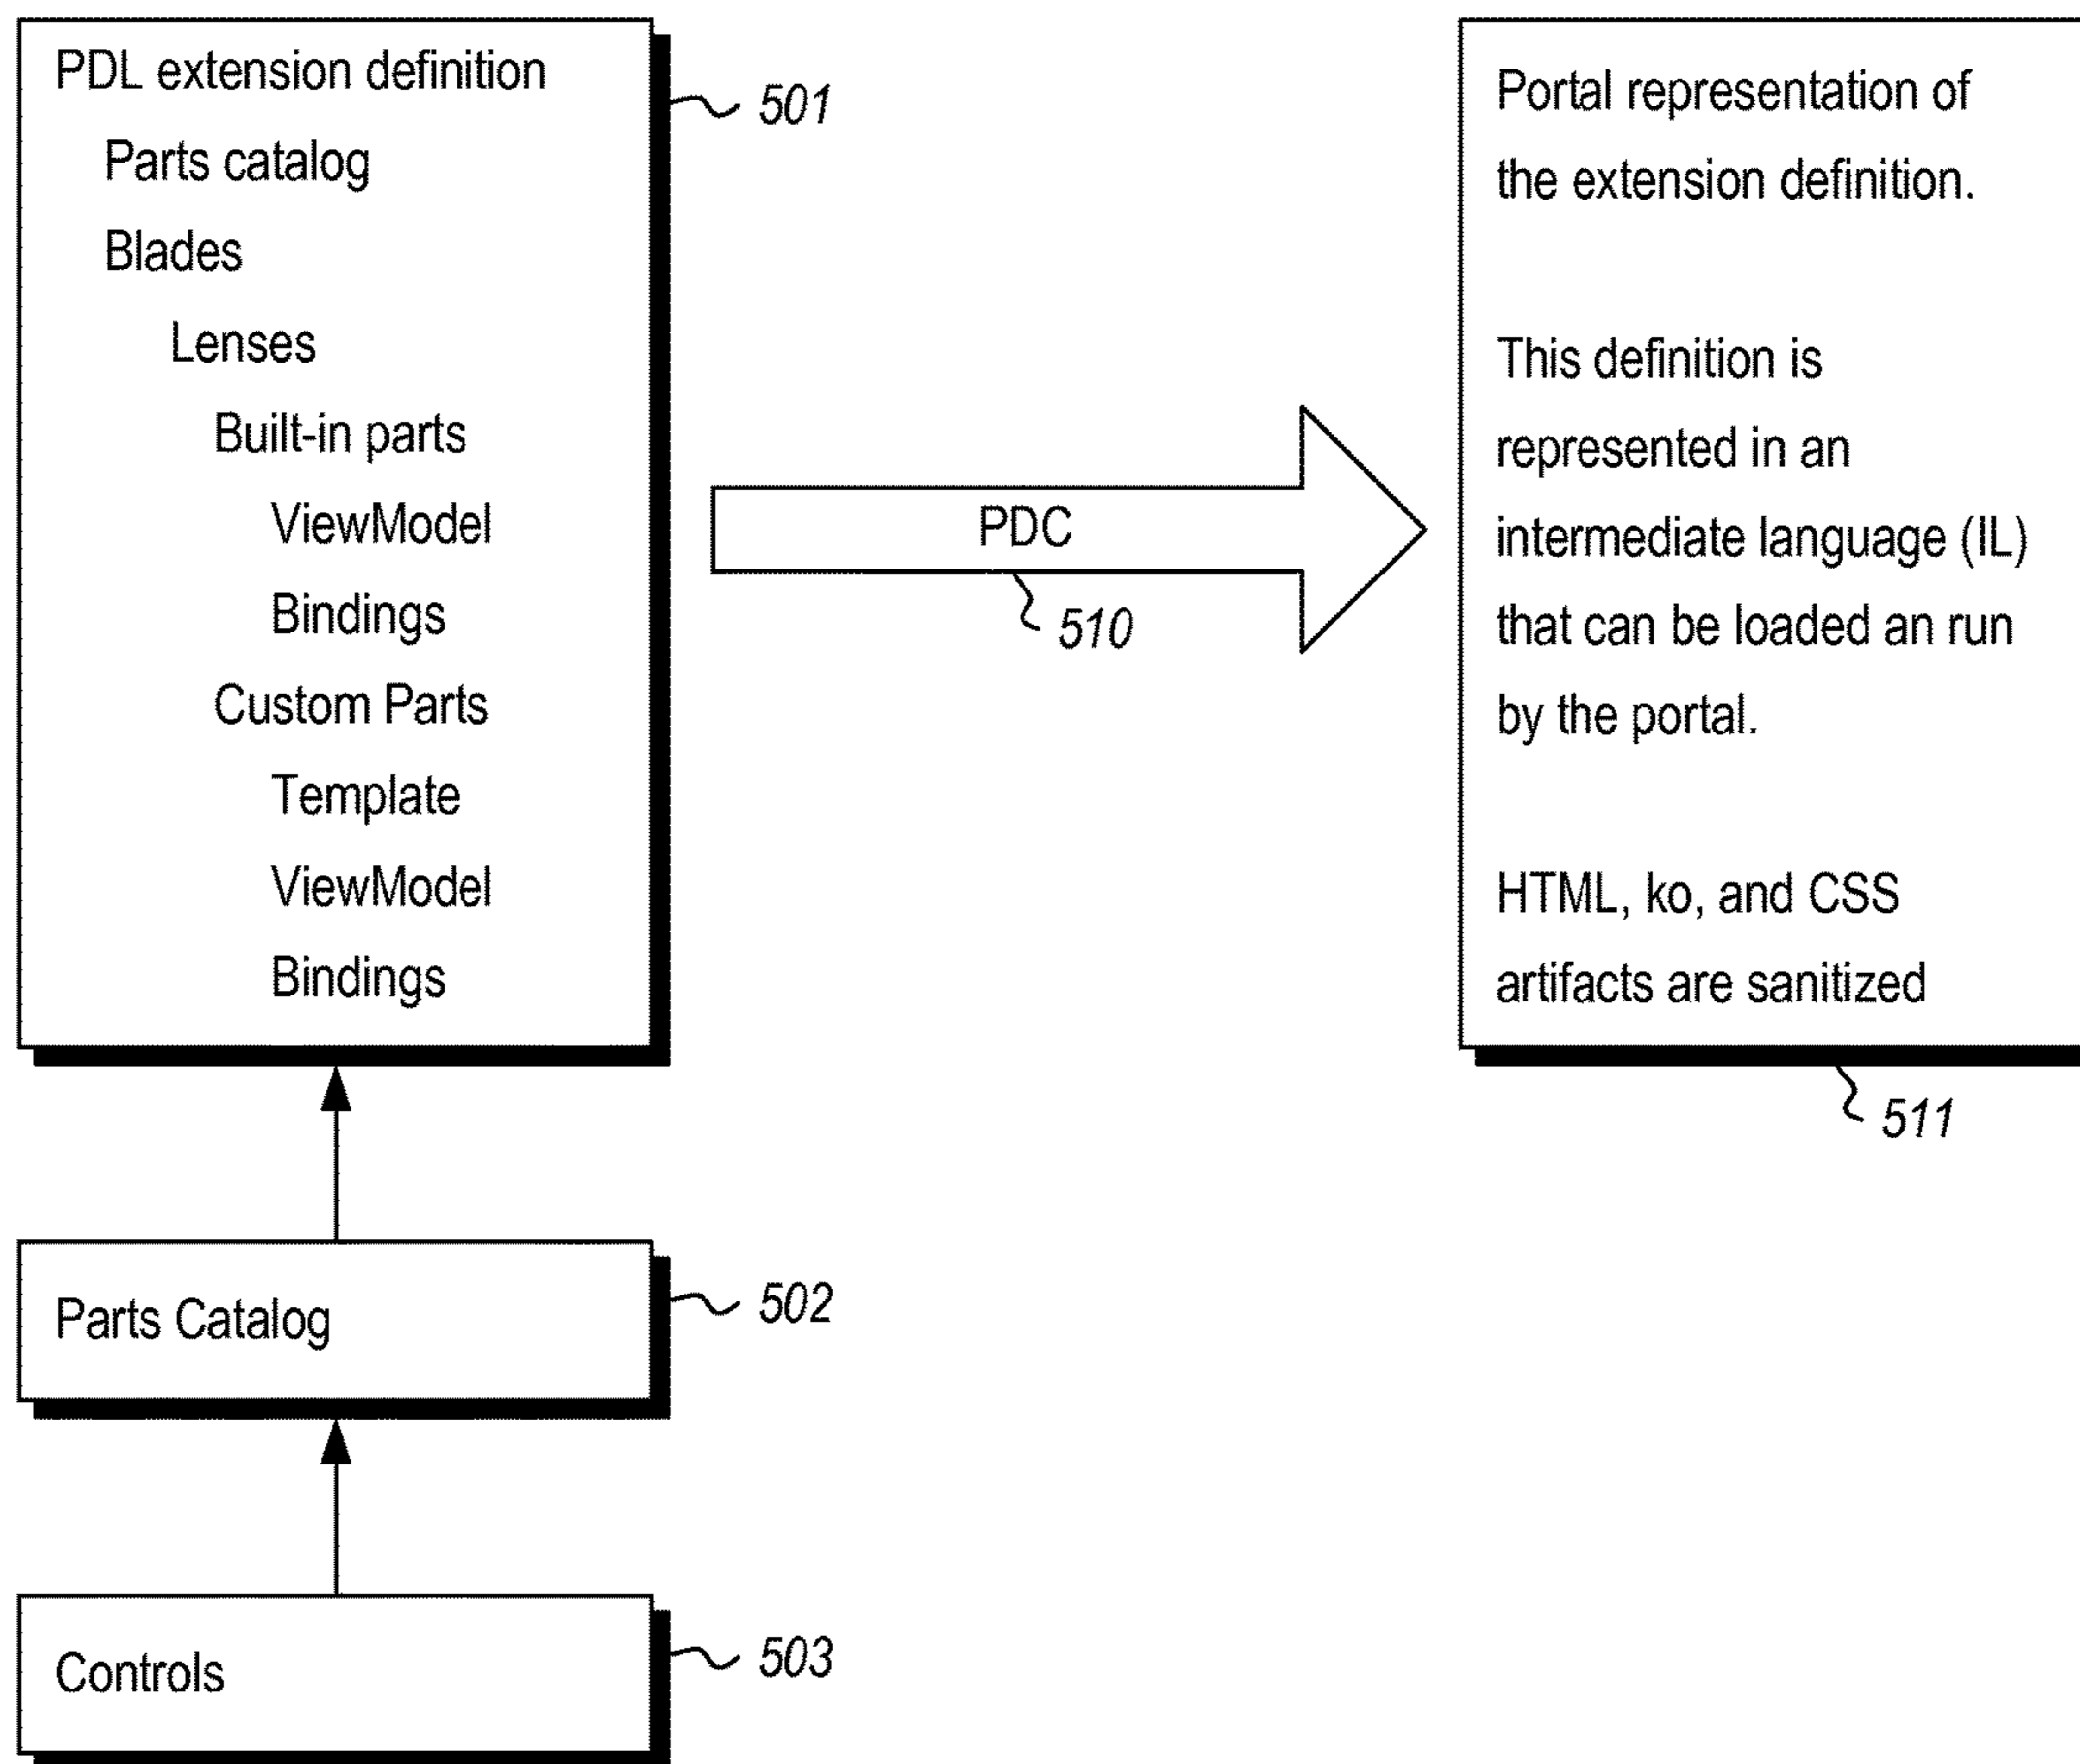 PDL extension definition
Parts catalog
Blades
Lenses
Built-in parts
ViewModel
Bindings
Custom Parts
Template
ViewModel
Bindings
501
PDC
510
Portal representation of
the extension definition.
This definition is
represented in an
intermediate language (IL)
that can be loaded an run
by the portal.
HTML, ko, and CSS
artifacts are sanitized
511
Parts Catalog
502
Controls
503